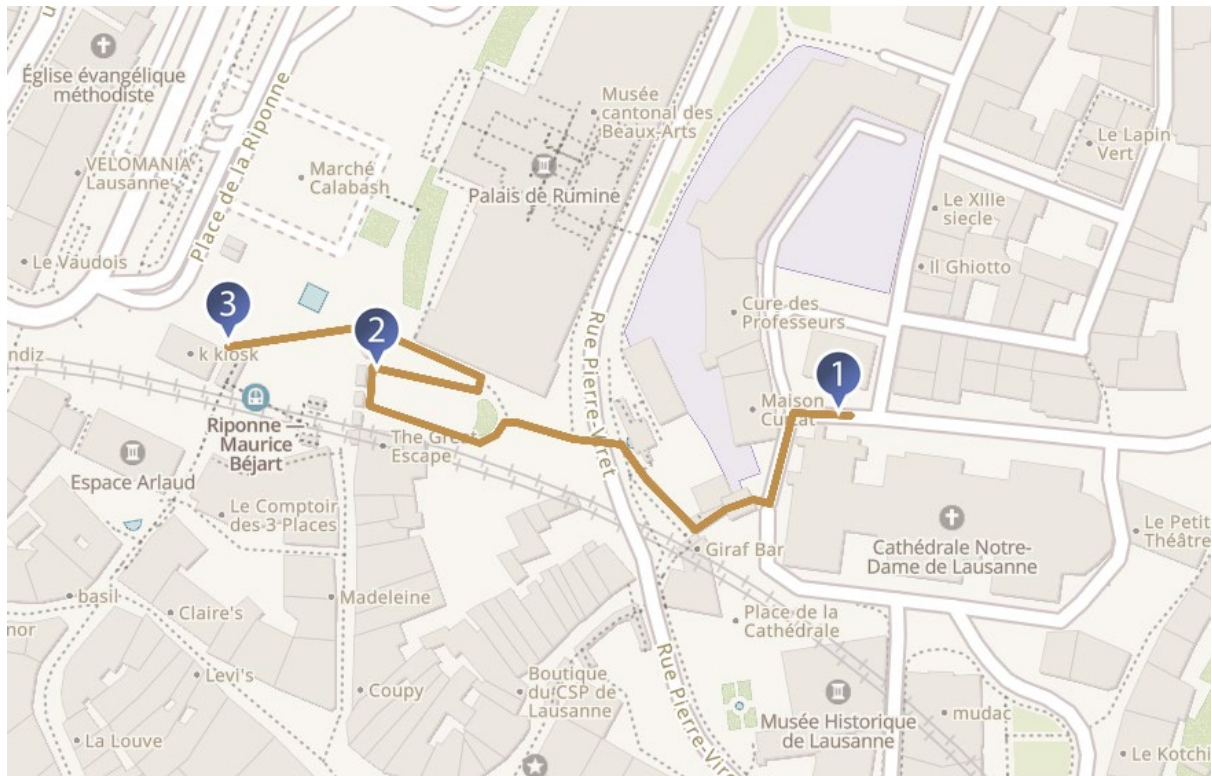 Église évangélique
méthodiste
VELOMANIA
Lausanne
Place de la Riponne
Marché
Calabash
Musée
cantonal des
Beaux-Arts
Palais de Rumine
Le Lapin
Vert
Le XIIIe
siecle
Il Ghiotto
Le Vaudois
3
k kiosk
2
Rue Pierre-Viret
Cure des
Professeurs
1
Maison
ndiz
Riponne —
Maurice
Béjart
The Great
Escape
Espace Arlaud
Le Comptoir
des 3 Places
Giraf Bar
Cathédrale Notre-
Dame de Lausanne
Le Petit
Théâtre
basil
Claire's
Madeleine
Place de la
Cathédrale
nor
Levi's
Coupy
Boutique
du CSP de
Lausanne
Rue Pierre-Vire
Musée Historique
de Lausanne
mudac
La Louve
Le Kotchi